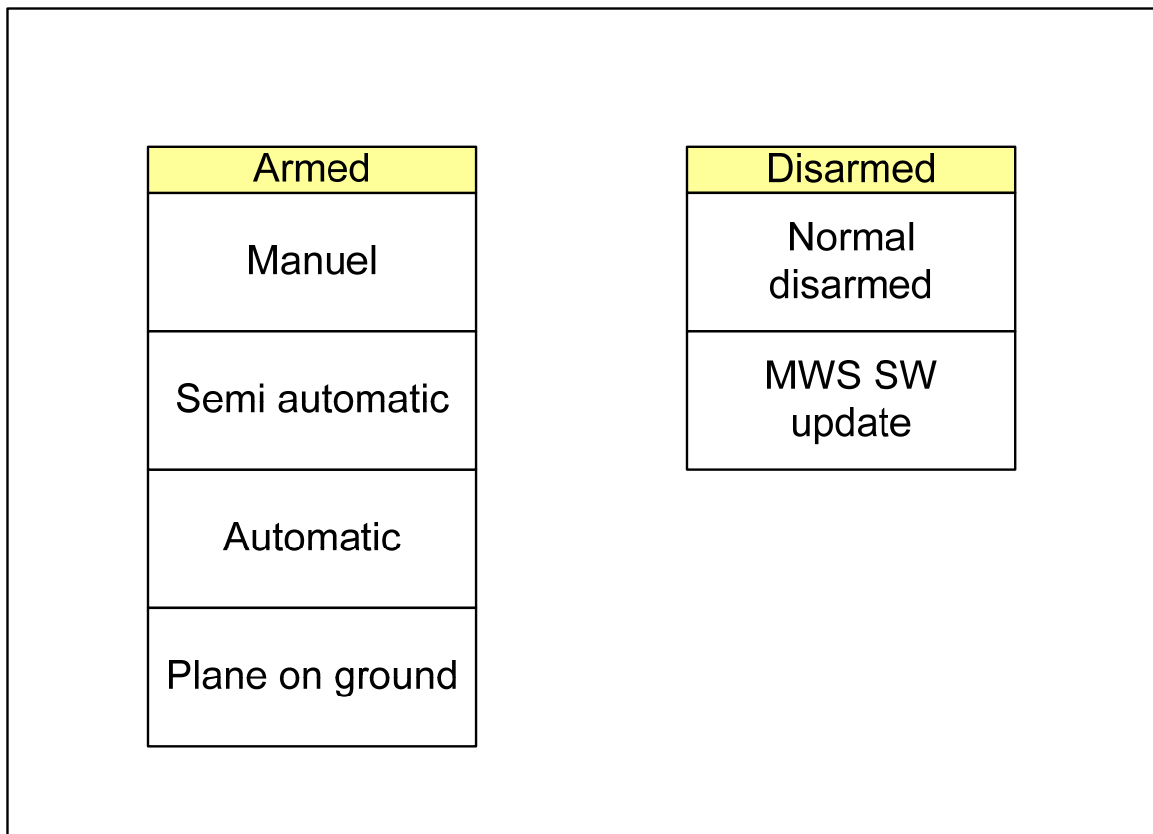 Armed
Manuel
Semi automatic
Automatic
Plane on ground
Disarmed
Normal
disarmed
MWS SW
update